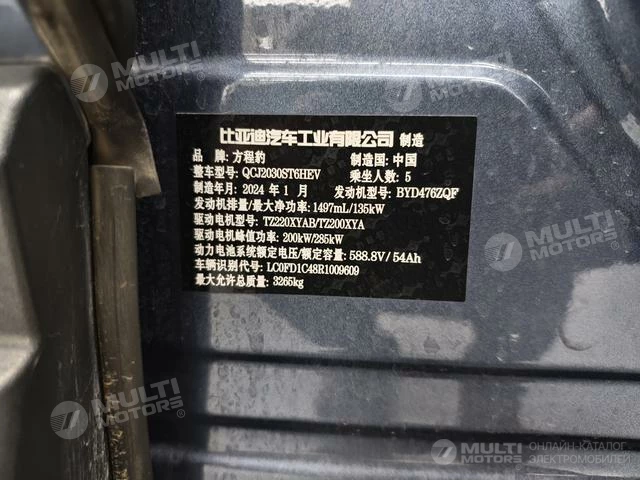 比亚迪汽车工业有限公司 制造
品 牌: 方程豹 制造国: 中国
整车型号: QCJ2030ST6HEV 乘坐人数: 5
制造年月: 2024 年 1 月 发动机型号: BYD476ZQF
发动机排量/最大净功率: 1497mL/135kW
驱动电机型号: TZ220XYAB/TZ200XYA
驱动电机峰值功率: 200kW/285kW
动力电池系统额定电压/额定容量: 588.8V/54Ah
车辆识别代号: LC0FD1C48R1009609
最大允许总质量: 3265kg
MULTI MOTORS
MULTI MOTORS
MULTI MOTORS
MULTI MOTORS
MULTI MOTORS
MULTI MOTORS ОНЛАЙН-КАТАЛОГ ЭЛЕКТРОМОБИЛЕЙ